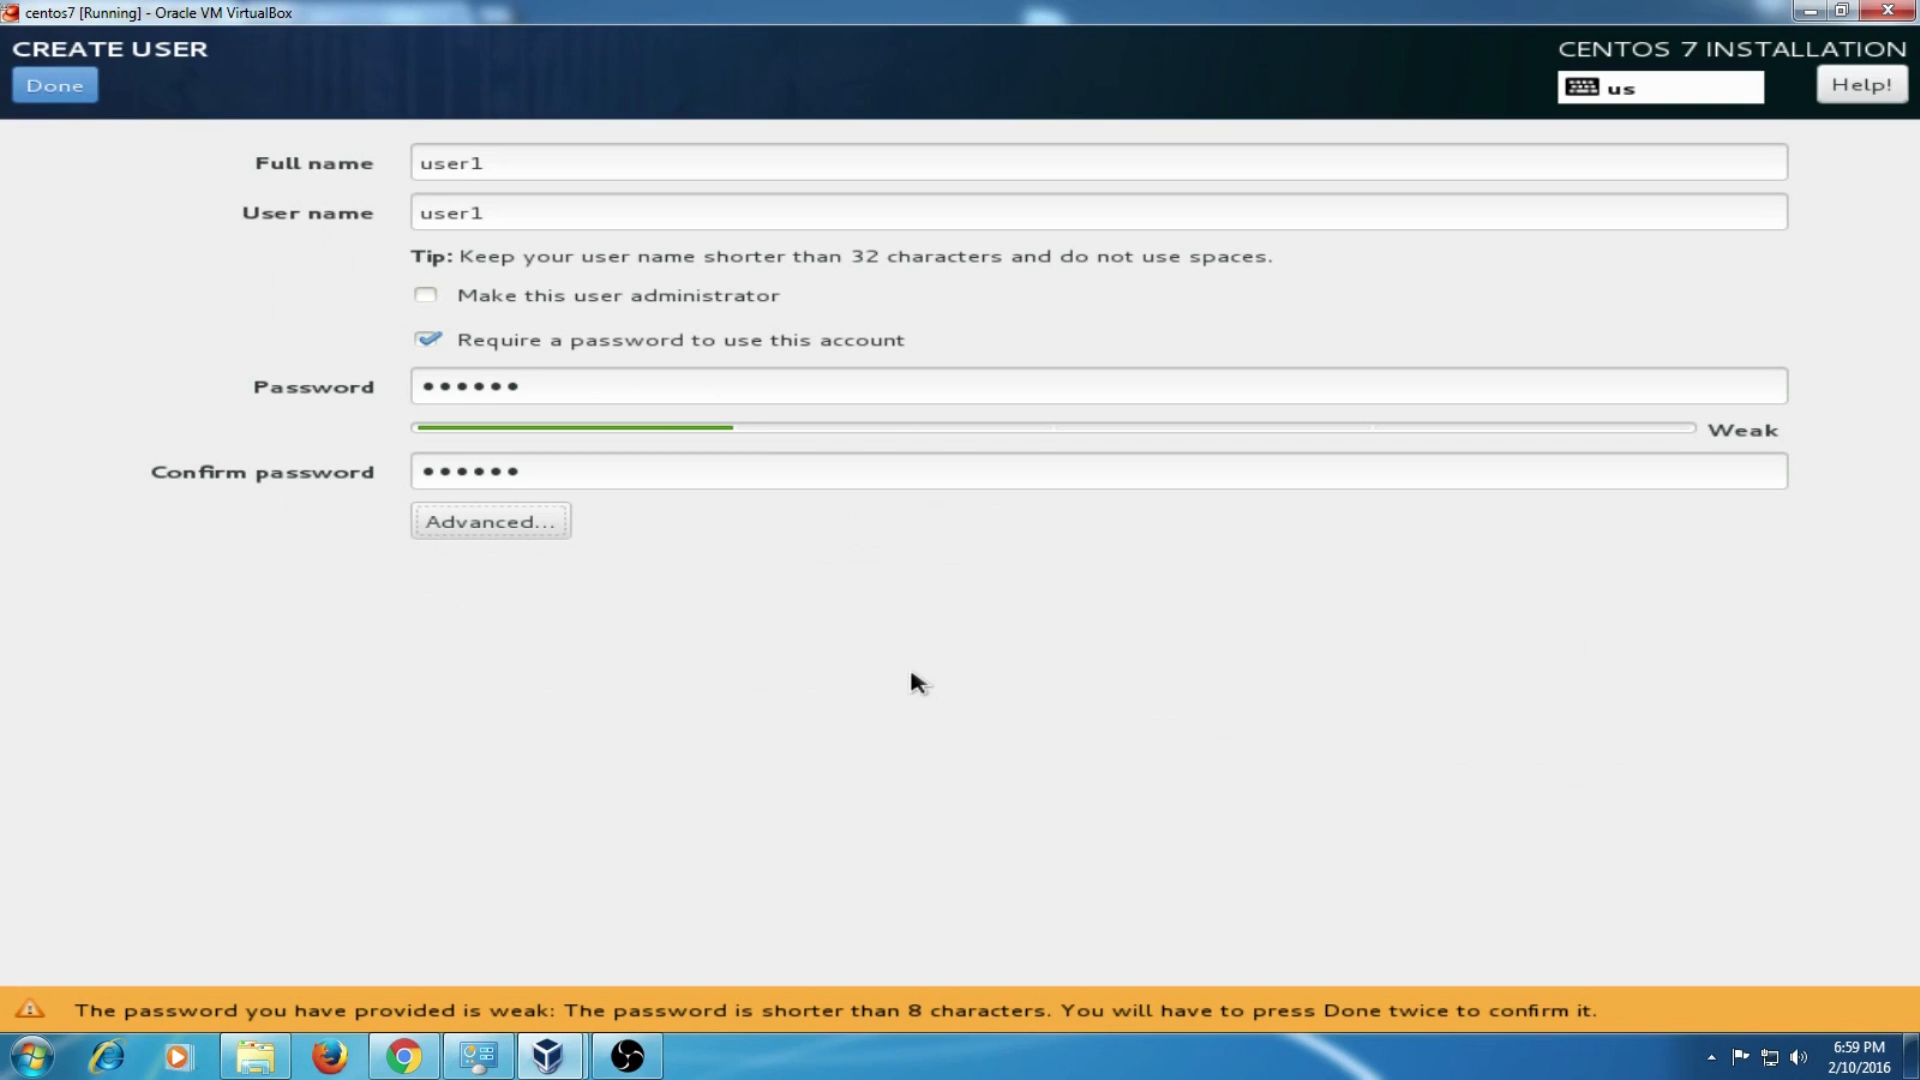 centos7 [Running] - Oracle VM VirtualBox
CREATE USER
CENTOS 7 INSTALLATION
Done
us
Help!
Full name
user1
User name
user1
Tip: Keep your user name shorter than 32 characters and do not use spaces.
Make this user administrator
Require a password to use this account
Password
••••••
Weak
Confirm password
••••••
Advanced...
The password you have provided is weak: The password is shorter than 8 characters. You will have to press Done twice to confirm it.
6:59 PM
2/10/2016